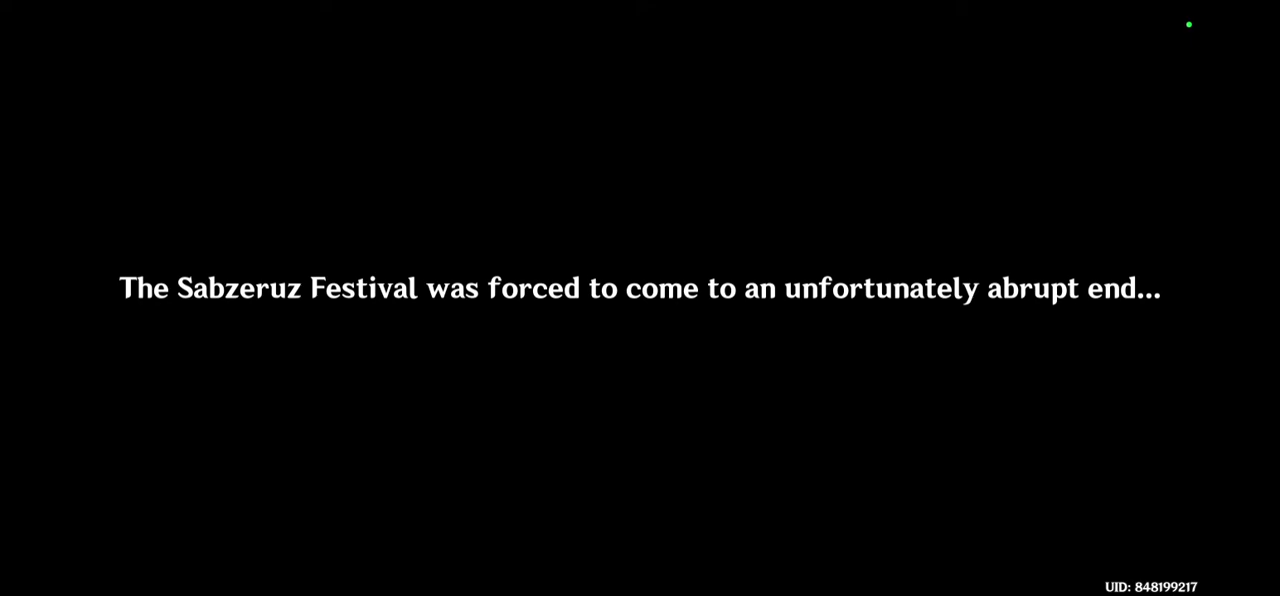 The Sabzeruz Festival was forced to come to an unfortunately abrupt end...
UID: 848199217